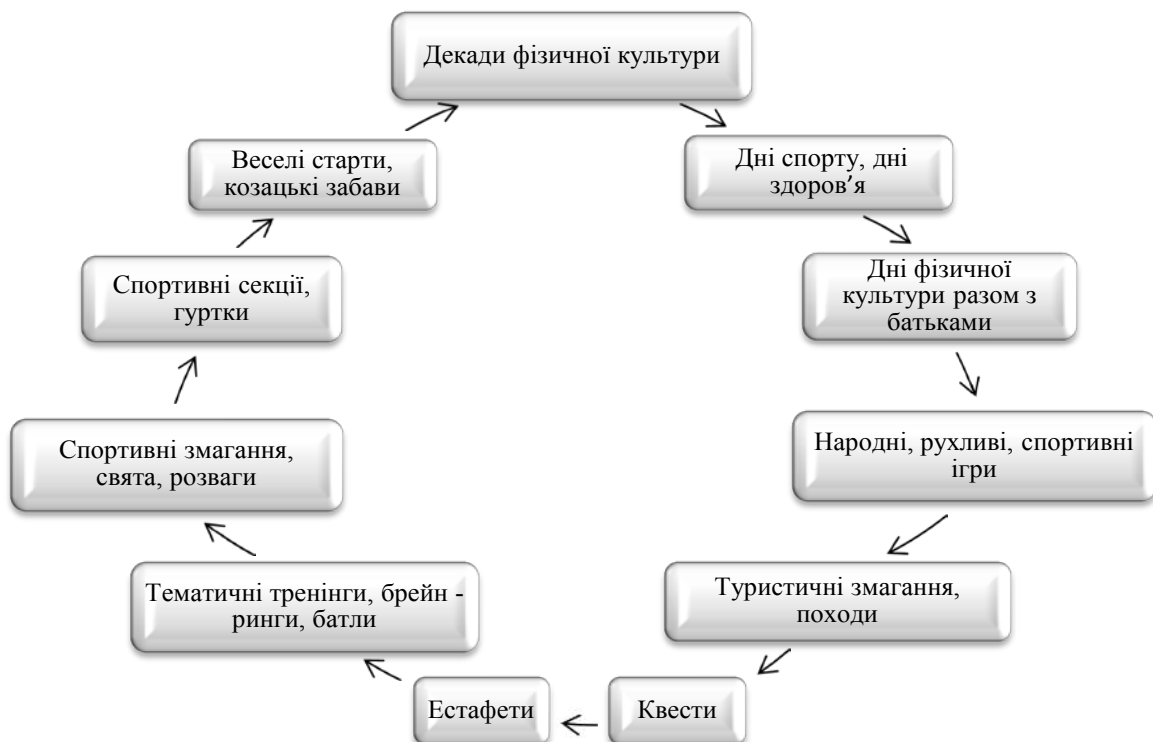 Декади фізичної культури
Дні спорту, дні
здоров’я
Дні фізичної
культури разом з
батьками
Народні, рухливі, спортивні
ігри
Туристичні змагання,
походи
Квести
Естафети
Тематичні тренінги, брейн -
ринги, батли
Спортивні змагання,
свята, розваги
Спортивні секції,
гуртки
Веселі старти,
козацькі забави